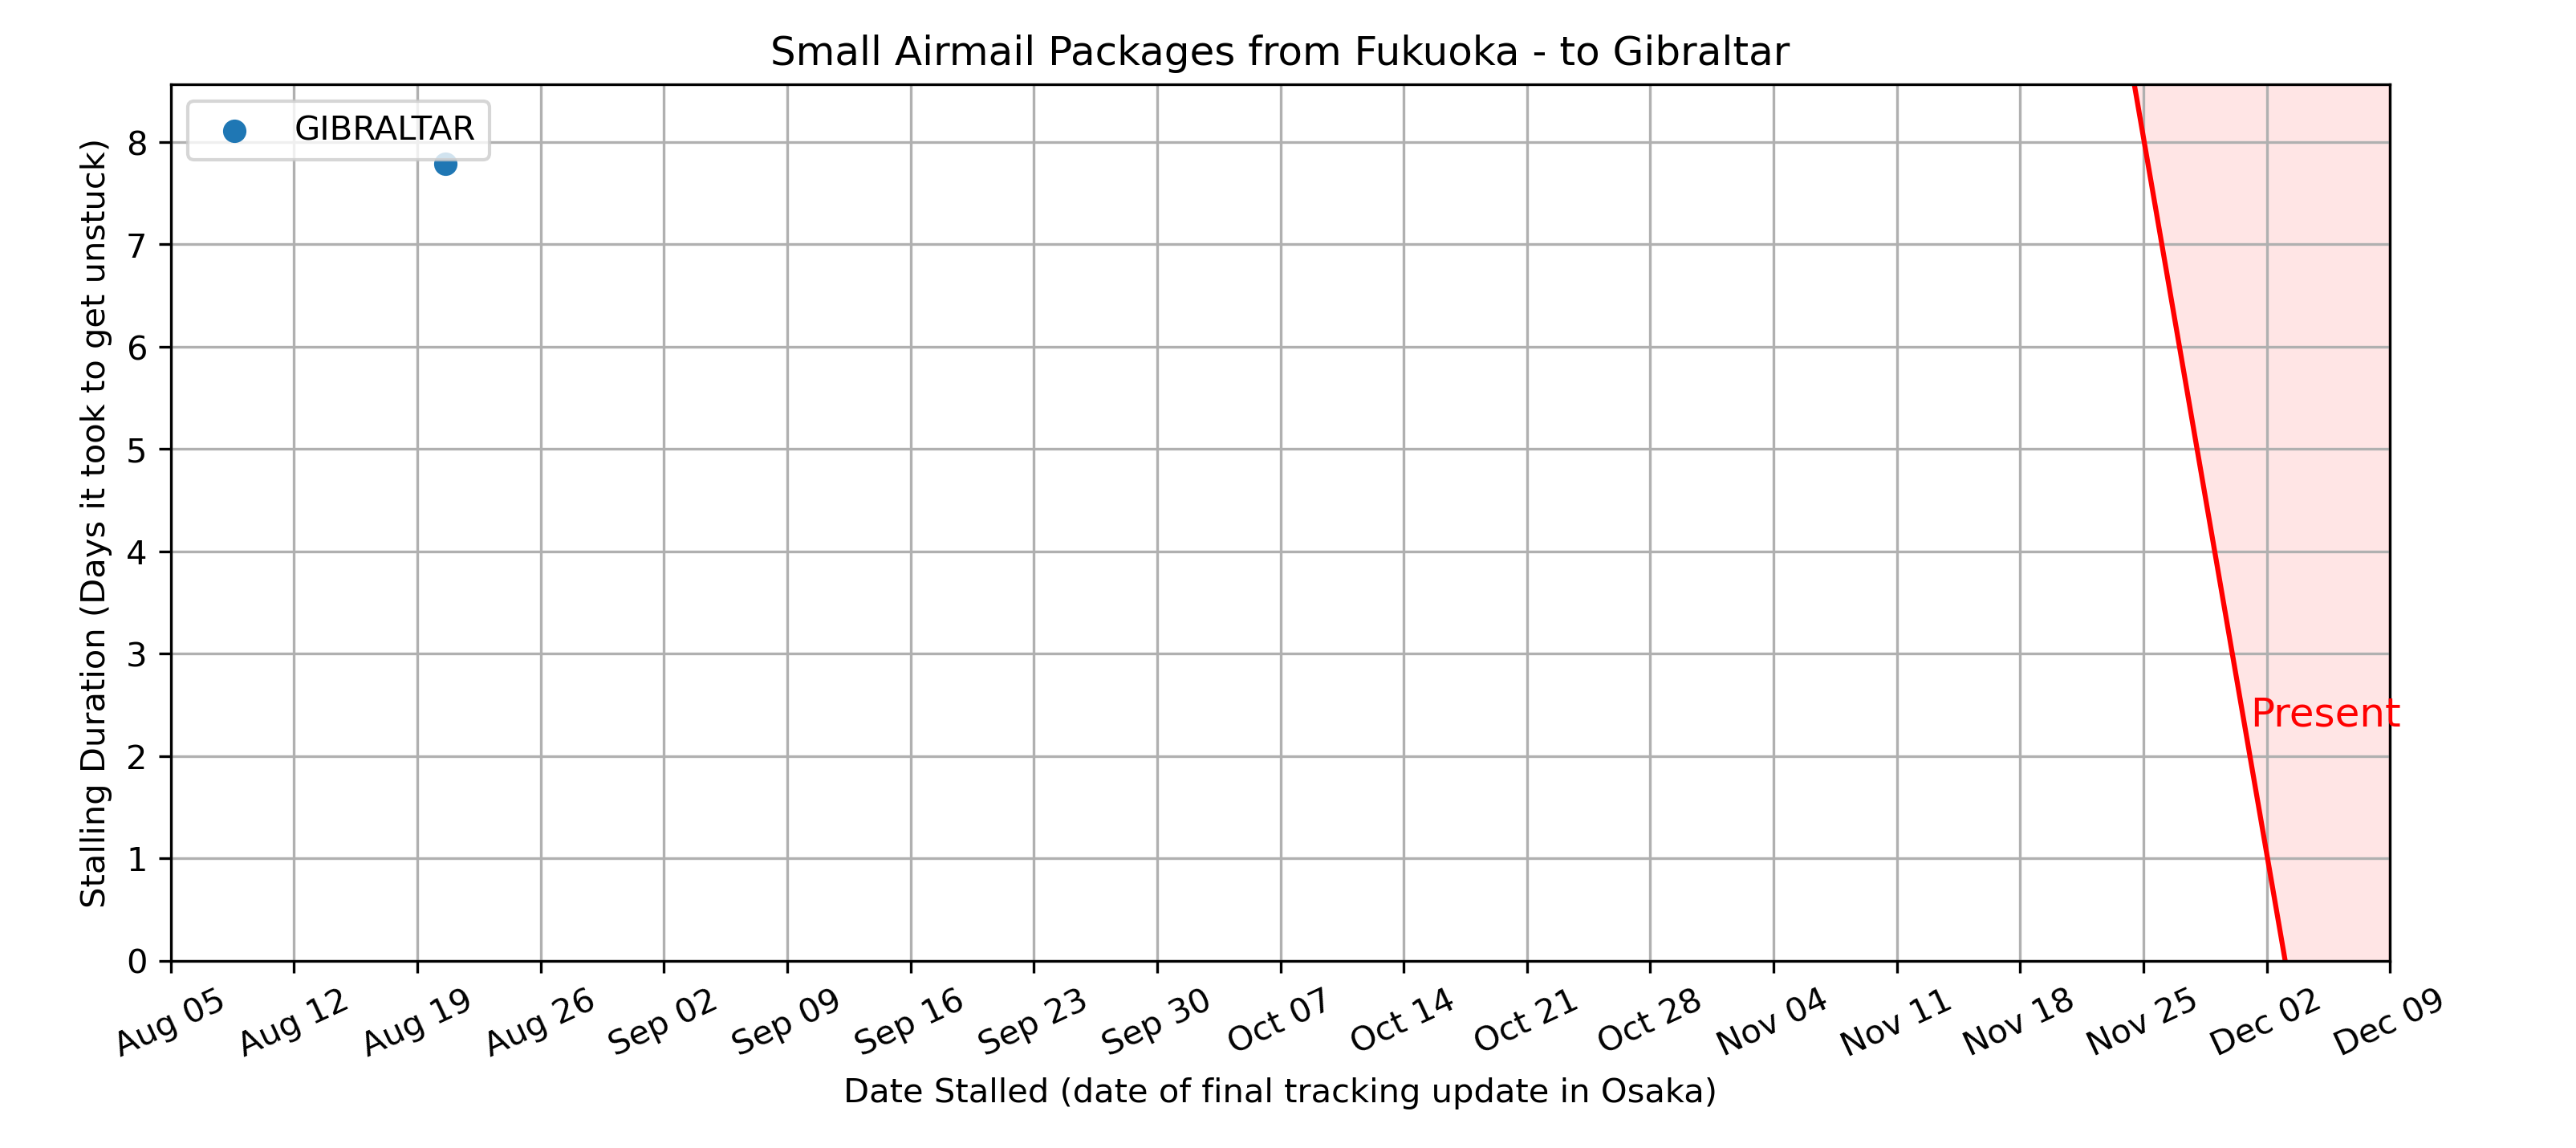 Small Airmail Packages from Fukuoka - to Gibraltar
GIBRALTAR
Stalling Duration (Days it took to get unstuck)
8
7
6
5
4
3
2
1
0
Present
Aug 05 Aug 12 Aug 19 Aug 26 Sep 02 Sep 09 Sep 16 Sep 23 Sep 30 Oct 07 Oct 14 Oct 21 Oct 28 Nov 04 Nov 11 Nov 18 Nov 25 Dec 02 Dec 09
Date Stalled (date of final tracking update in Osaka)